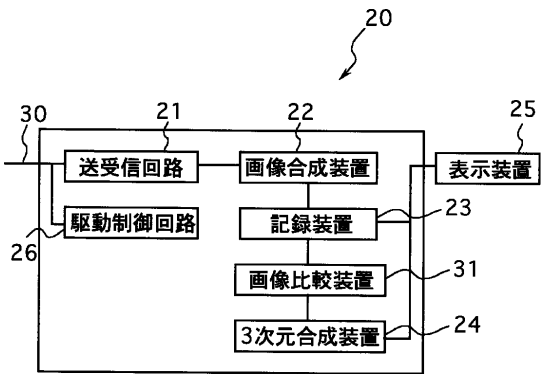 20
30
21
22
25
送受信回路
画像合成装置
表示装置
駆動制御回路
26
記録装置
23
画像比較装置
31
3次元合成装置
24